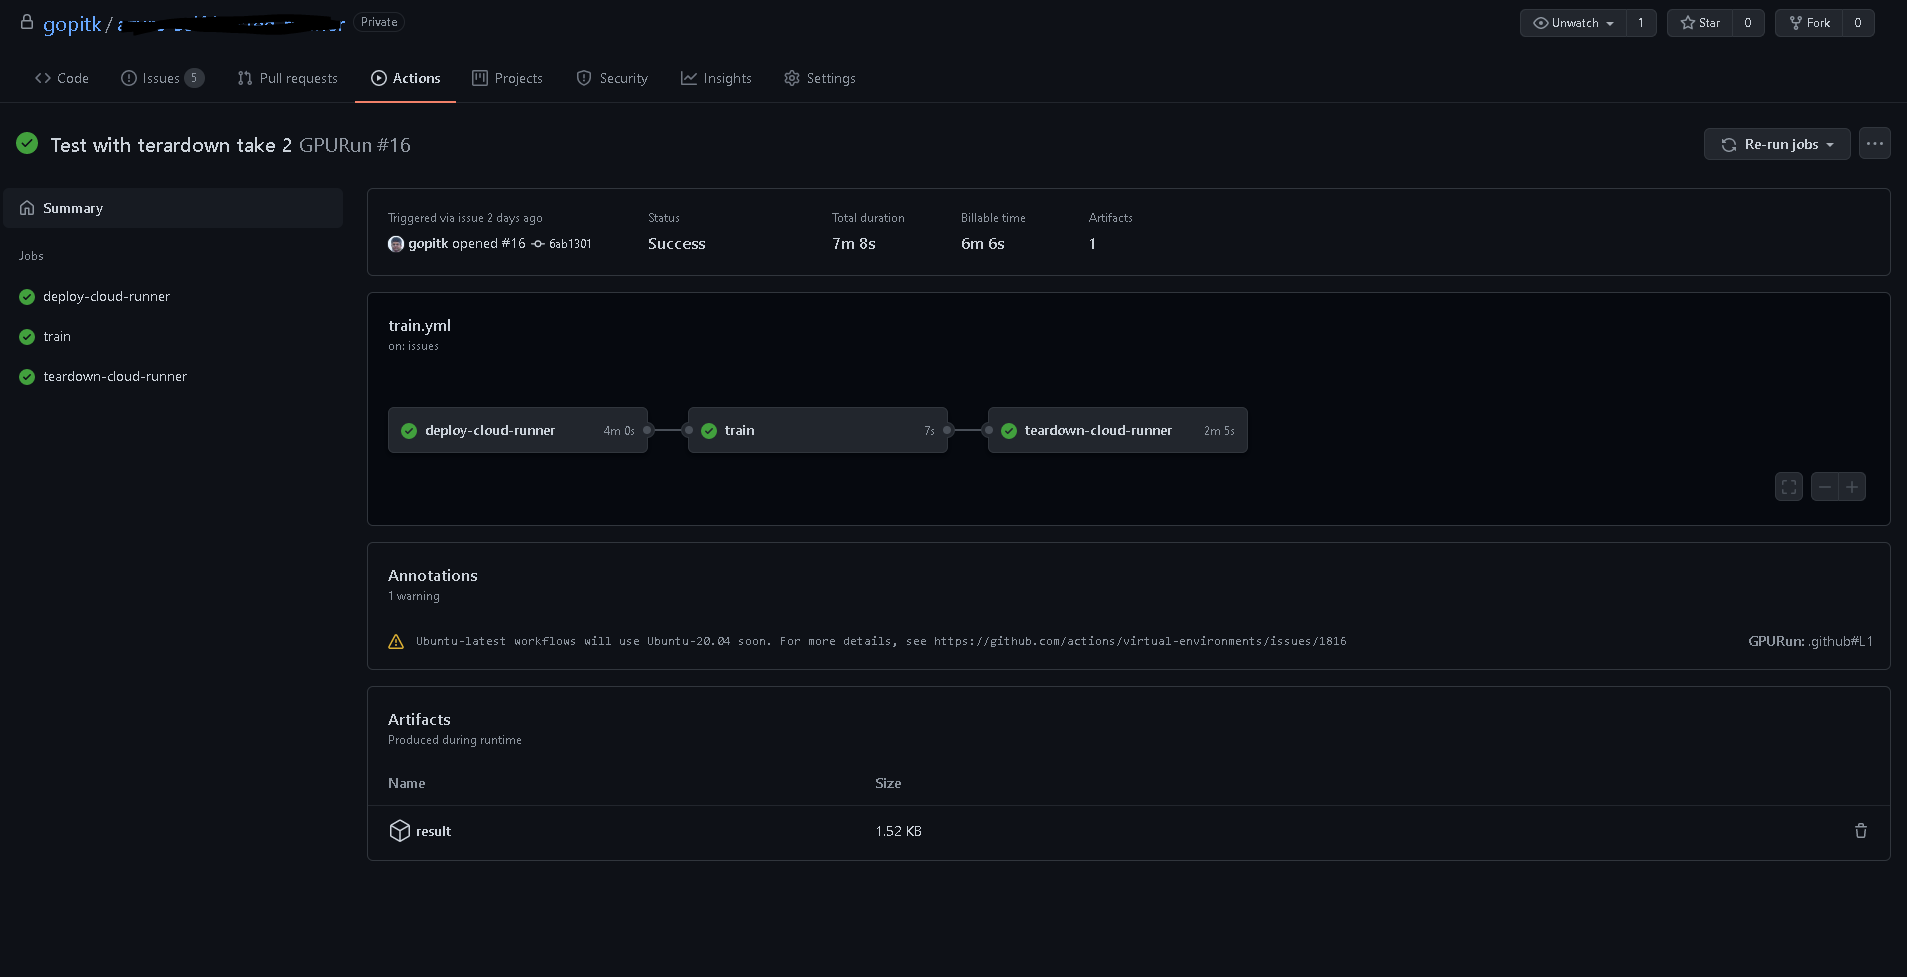 gopitk /
Private
Unwatch 1
Star 0
Fork 0
Code
Issues 5
Pull requests
Actions
Projects
Security
Insights
Settings
Test with terardown take 2 GPURun #16
Re-run jobs
Summary
Jobs
deploy-cloud-runner
train
teardown-cloud-runner
Triggered via issue 2 days ago
gopitk opened #16 6ab1301
Status
Success
Total duration
7m 8s
Billable time
6m 6s
Artifacts
1
train.yml
on: issues
deploy-cloud-runner 4m 0s
train 7s
teardown-cloud-runner 2m 5s
Annotations
1 warning
Ubuntu-latest workflows will use Ubuntu-20.04 soon. For more details, see https://github.com/actions/virtual-environments/issues/1816
GPURun: .github#L1
Artifacts
Produced during runtime
Name Size
result 1.52 KB